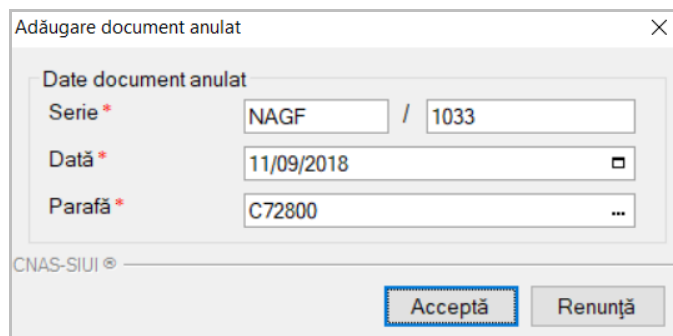 Adăugare document anulat
Date document anulat
Serie * NAGF / 1033
Dată * 11/09/2018
Parafă * C72800 ...
CNAS-SIUI ®
Acceptă Renunţă